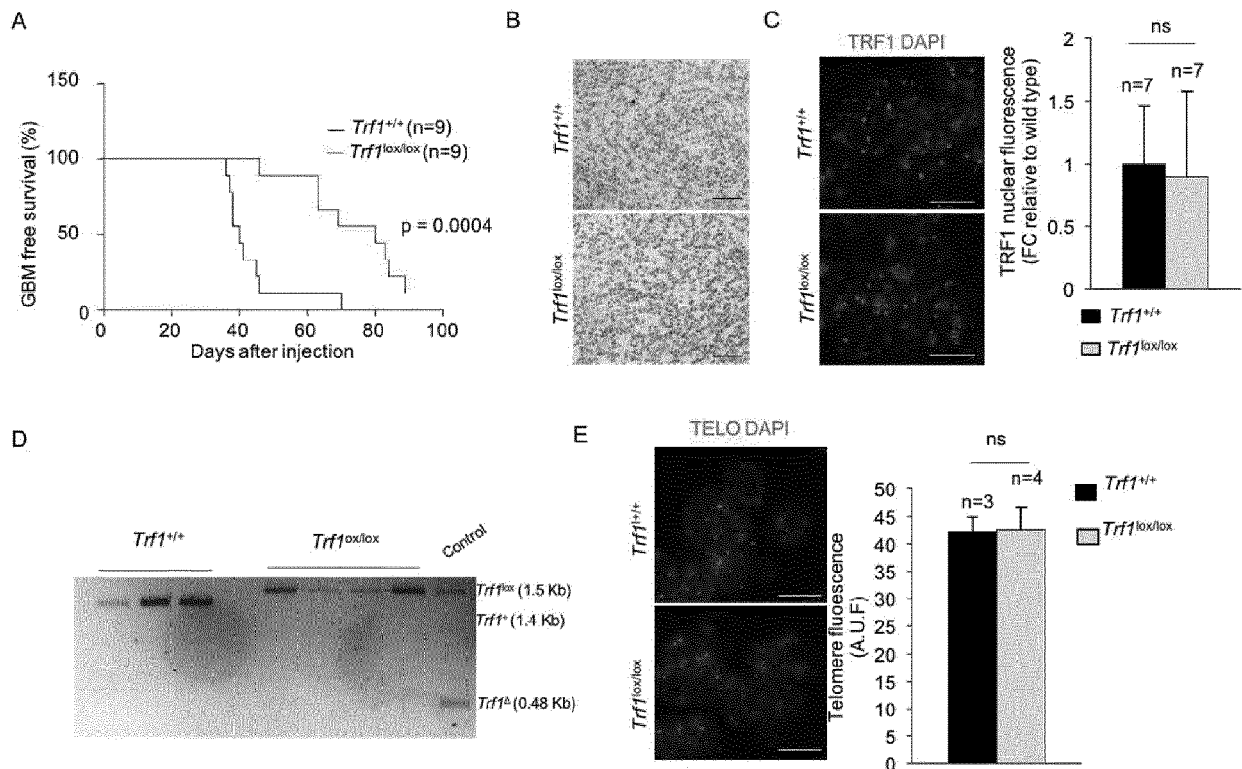 A
150
100
50
0
GBM free survival (%)
0 20 40 60 80 100
Days after injection
Trf1+/+ (n=9)
Trf1lox/lox (n=9)
p = 0.0004
B
Trf1+/+
Trf1lox/lox
C
TRF1 DAPI
Trf1+/+
Trf1lox/lox
TRF1 nuclear fluorescence
(FC relative to wild type)
2
1.5
1
0.5
0
ns
n=7
n=7
Trf1+/+
Trf1lox/lox
D
Trf1+/+
Trf1ox/lox
Control
Trf1lox (1.5 Kb)
Trf1+ (1.4 Kb)
Trf1Δ (0.48 Kb)
E
TELO DAPI
Trf1+/+
Trf1lox/lox
Telomere fluoescence
(A.U.F)
50
45
40
35
30
25
20
15
10
5
0
ns
n=3
n=4
Trf1+/+
Trf1lox/lox